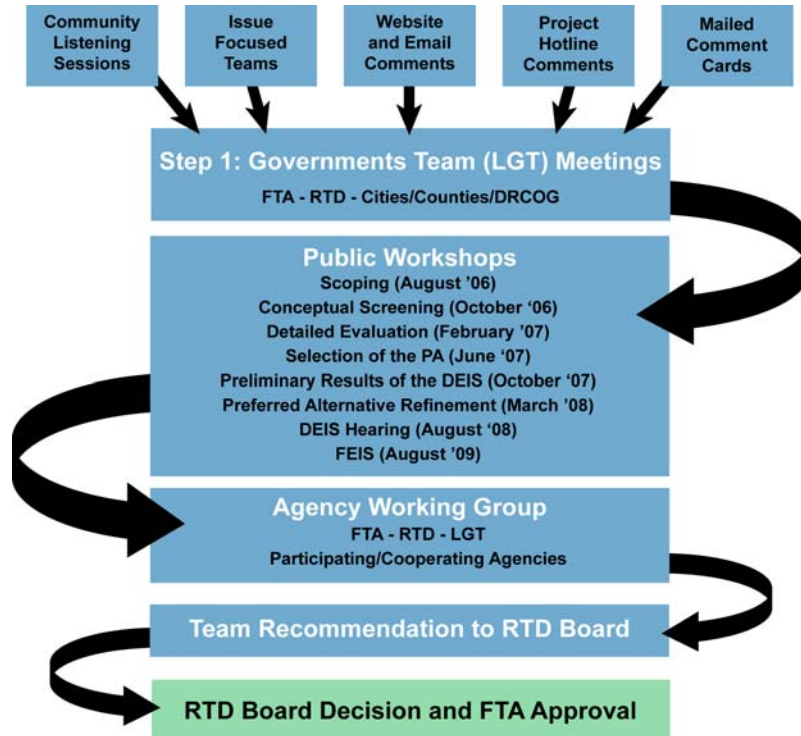 Community
Listening
Sessions
Issue
Focused
Teams
Website
and Email
Comments
Project
Hotline
Comments
Mailed
Comment
Cards
Step 1: Governments Team (LGT) Meetings
FTA - RTD - Cities/Counties/DRCOG
Public Workshops
Scoping (August ’06)
Conceptual Screening (October ’06)
Detailed Evaluation (February ’07)
Selection of the PA (June ’07)
Preliminary Results of the DEIS (October ‘07)
Preferred Alternative Refinement (March ’08)
DEIS Hearing (August ‘08)
FEIS (August ’09)
Agency Working Group
FTA - RTD - LGT
Participating/Cooperating Agencies
Team Recommendation to RTD Board
RTD Board Decision and FTA Approval